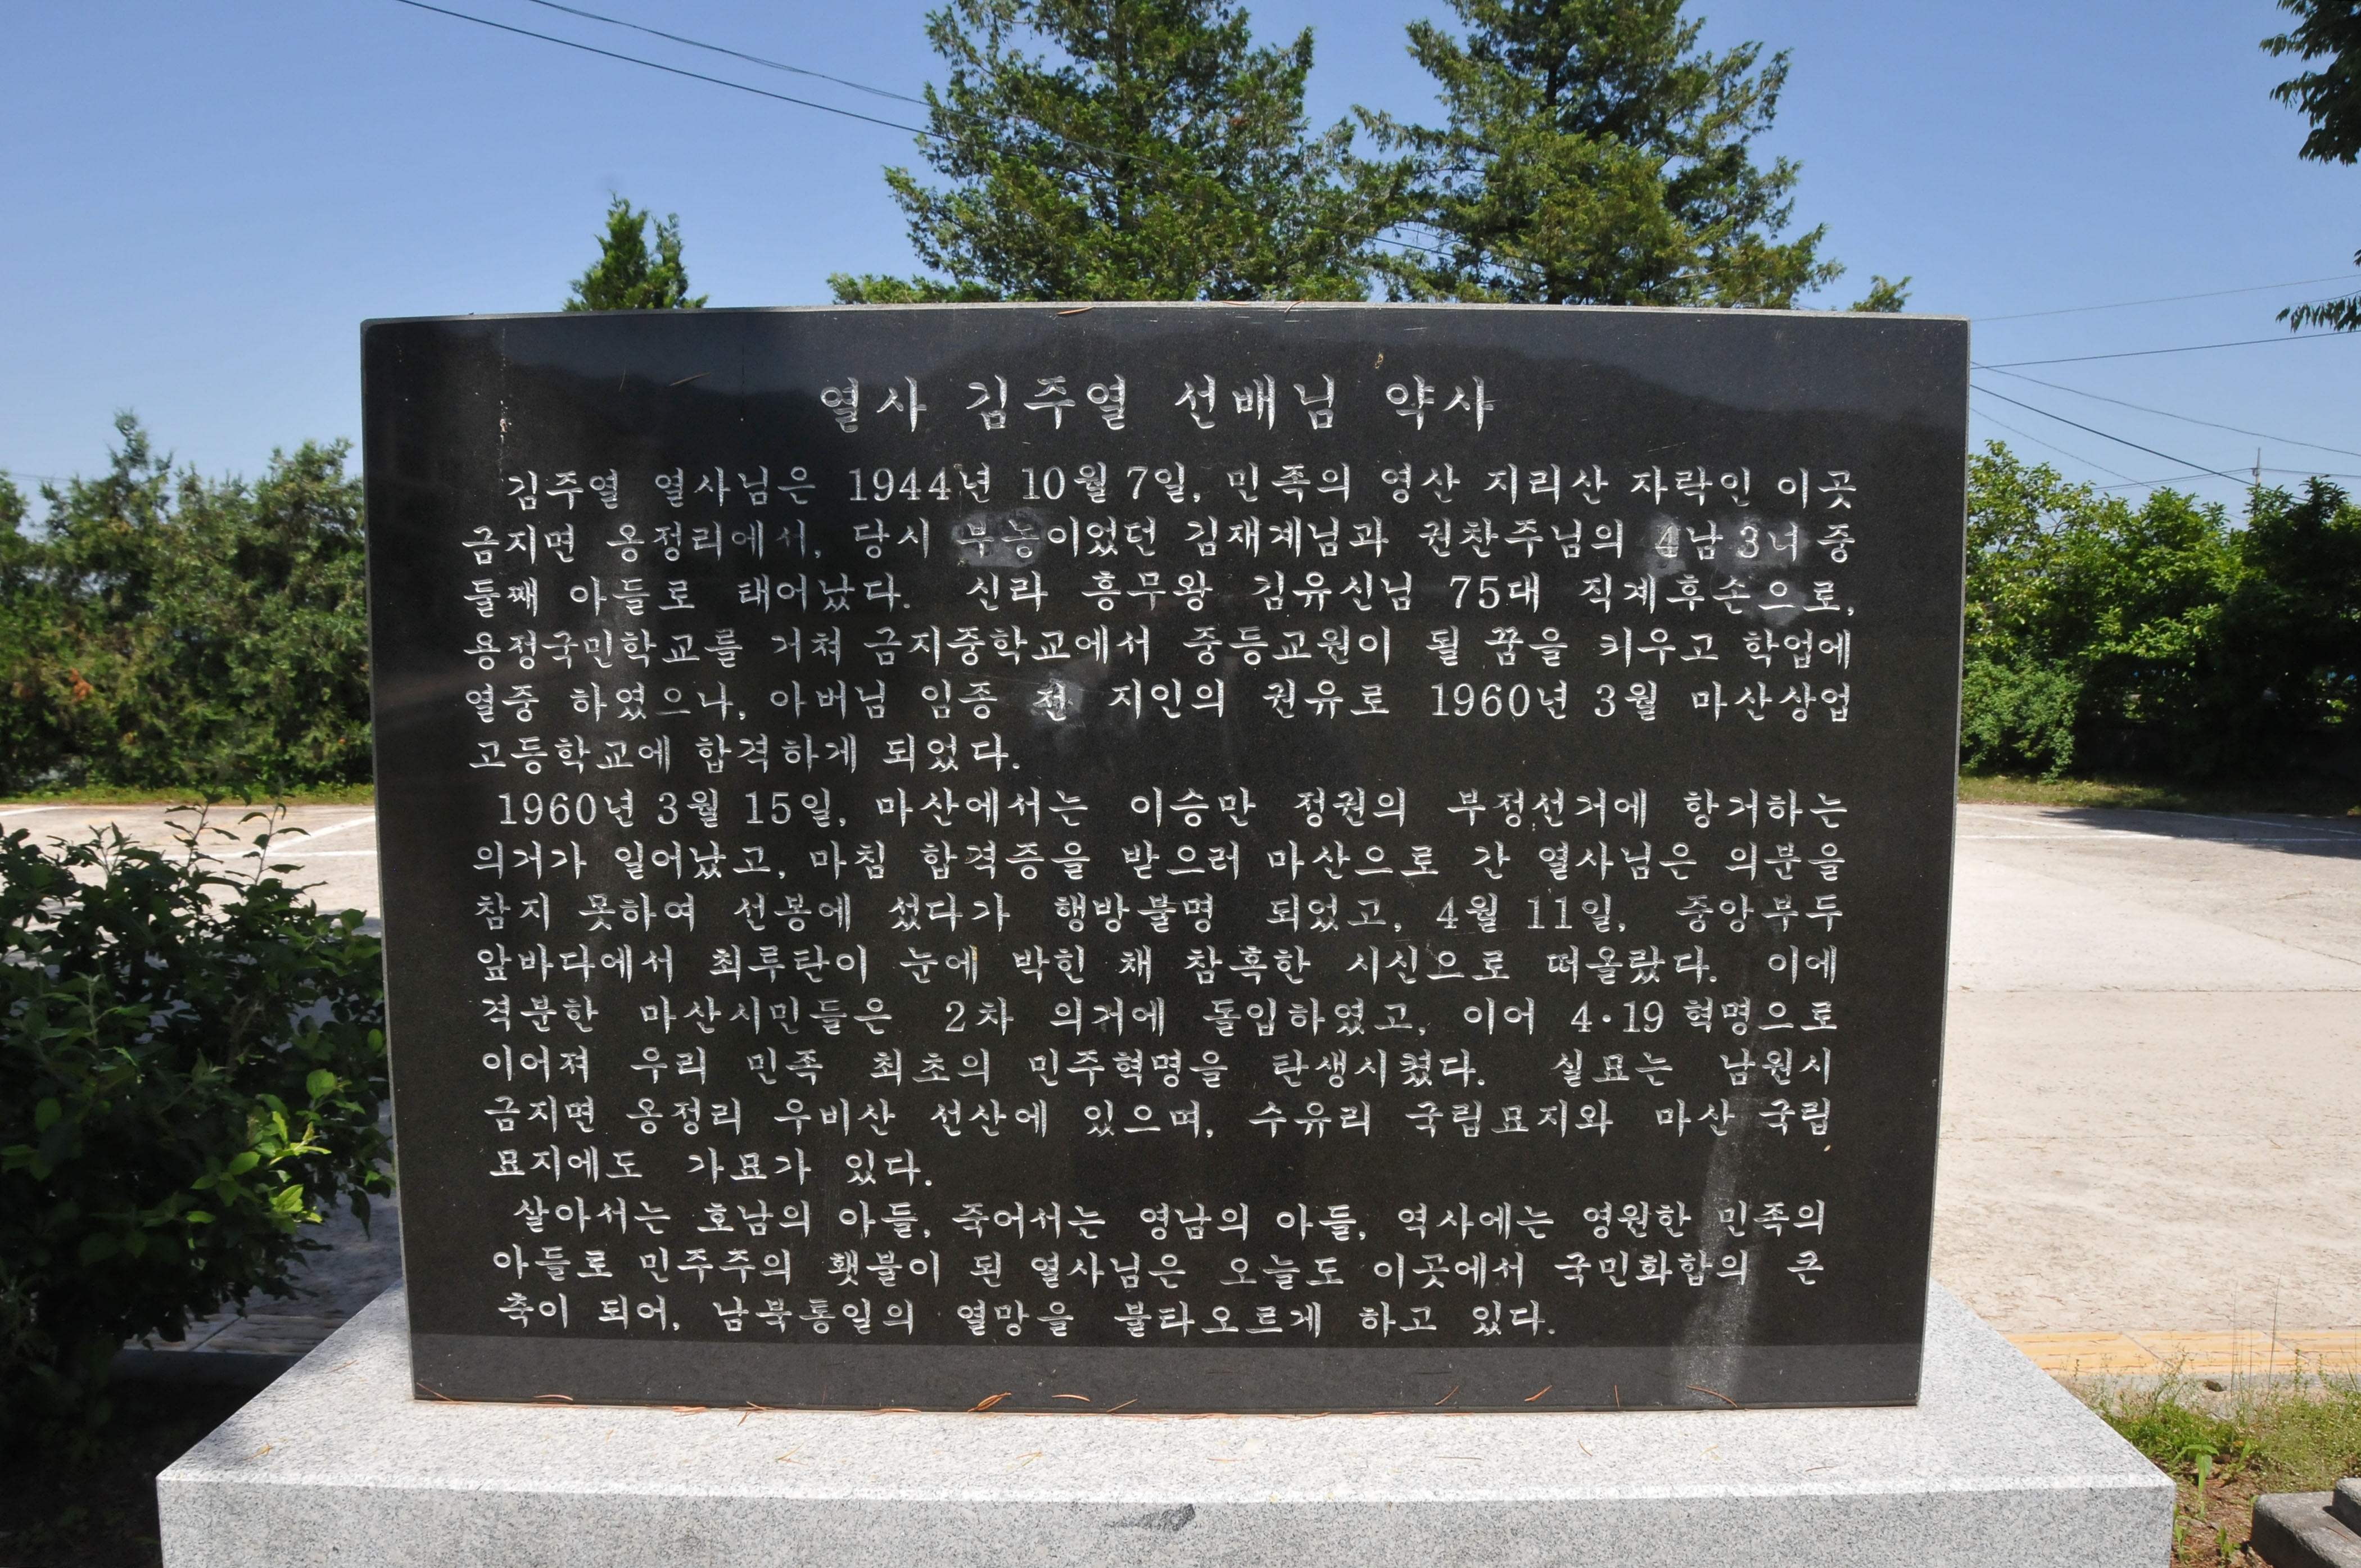 열사 김주열 선배님 약사
김주열 열사님은 1944년 10월 7일, 민족의 영산 지리산 자락인 이곳
금지면 옹정리에서, 당시 부농이었던 김재계님과 권찬주님의 4남 3녀 중
둘째 아들로 태어났다. 신라 흥무왕 김유신님 75대 직계후손으로,
용정국민학교를 거쳐 금지중학교에서 중등교원이 될 꿈을 키우고 학업에
열중 하였으나, 아버님 임종 전 지인의 권유로 1960년 3월 마산상업
고등학교에 합격하게 되었다.
1960년 3월 15일, 마산에서는 이승만 정권의 부정선거에 항거하는
의거가 일어났고, 마침 합격증을 받으러 마산으로 간 열사님은 의분을
참지 못하여 선봉에 섰다가 행방불명 되었고, 4월 11일, 중앙부두
앞바다에서 최루탄이 눈에 박힌 채 참혹한 시신으로 떠올랐다. 이에
격분한 마산시민들은 2차 의거에 돌입하였고, 이어 4·19 혁명으로
이어져 우리 민족 최초의 민주혁명을 탄생시켰다. 실묘는 남원시
금지면 옹정리 우비산 선산에 있으며, 수유리 국립묘지와 마산 국립
묘지에도 가묘가 있다.
살아서는 호남의 아들, 죽어서는 영남의 아들, 역사에는 영원한 민족의
아들로 민주주의 횃불이 된 열사님은 오늘도 이곳에서 국민화합의 큰
축이 되어, 남북통일의 열망을 불타오르게 하고 있다.